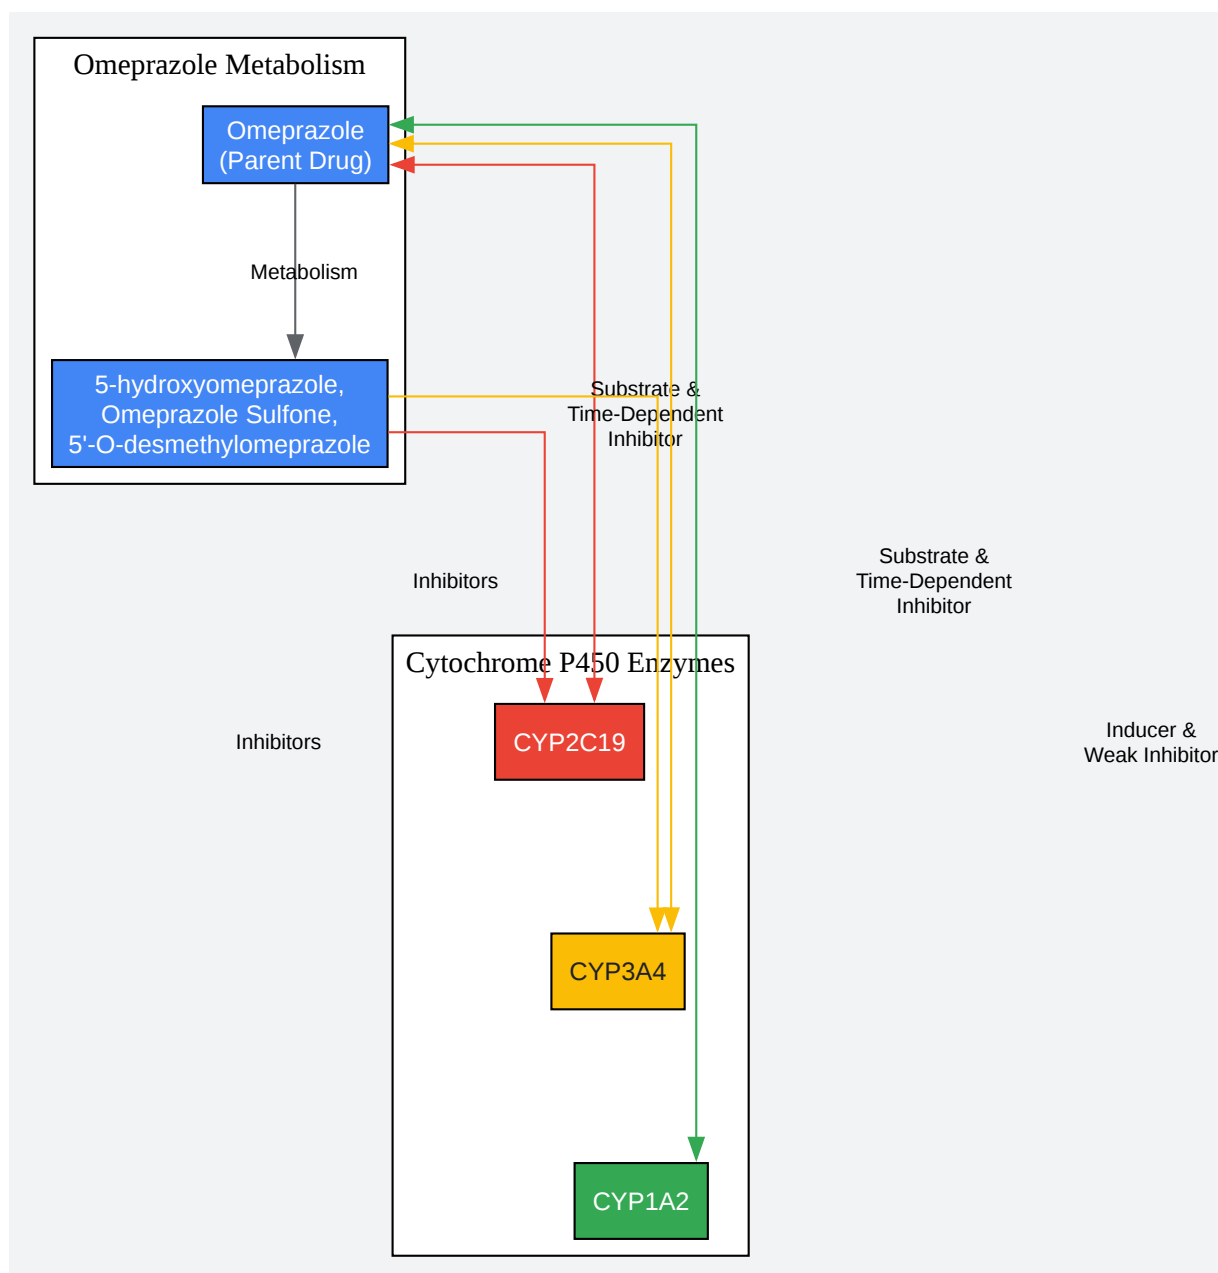 Omeprazole Metabolism
Omeprazole
(Parent Drug)
Metabolism
5-hydroxyomeprazole,
Omeprazole Sulfone,
5'-O-desmethylomeprazole
Substrate &
Time-Dependent
Inhibitor
Inhibitors
Substrate &
Time-Dependent
Inhibitor
Cytochrome P450 Enzymes
CYP2C19
Inhibitors
Inducer &
Weak Inhibitor
CYP3A4
CYP1A2